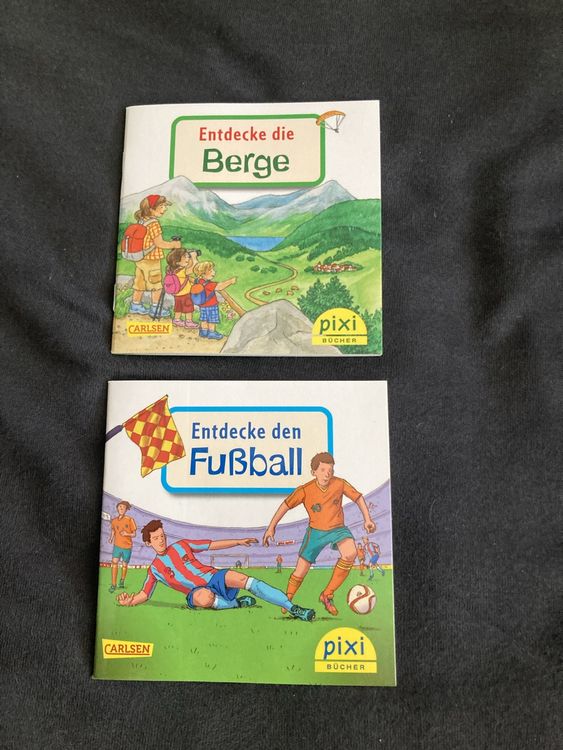 Entdecke die
Berge
CARLSEN
pixi
BÜCHER
Entdecke den
Fußball
CARLSEN
pixi
BÜCHER